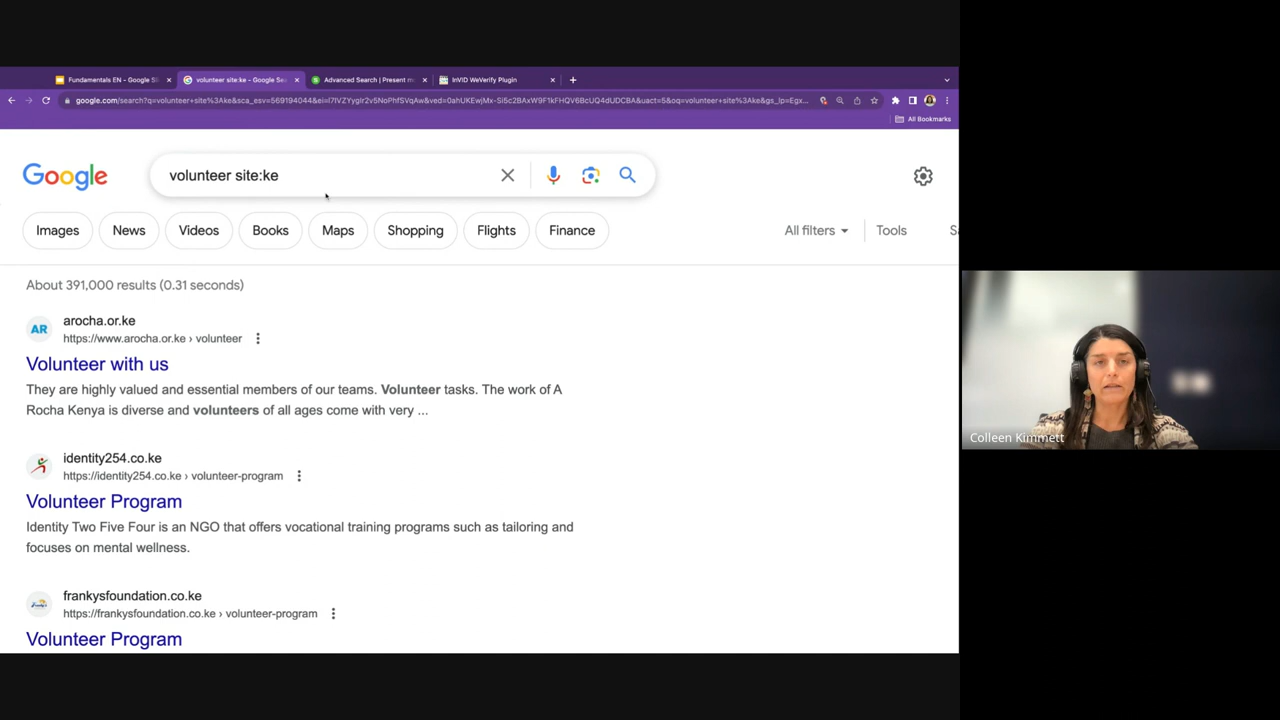 Fundamentals EN - Google Sli
volunteer site:ke - Google Sea
Advanced Search | Present m
InVID WeVerify Plugin
All Bookmarks
Google
volunteer site:ke
Images
News
Videos
Books
Maps
Shopping
Flights
Finance
All filters
Tools
About 391,000 results (0.31 seconds)
AR
arocha.or.ke
https://www.arocha.or.ke › volunteer
Volunteer with us
They are highly valued and essential members of our teams. Volunteer tasks. The work of A
Rocha Kenya is diverse and volunteers of all ages come with very ...
identity254.co.ke
https://identity254.co.ke › volunteer-program
Volunteer Program
Identity Two Five Four is an NGO that offers vocational training programs such as tailoring and
focuses on mental wellness.
frankysfoundation.co.ke
https://frankysfoundation.co.ke › volunteer-program
Volunteer Program
Colleen Kimmett